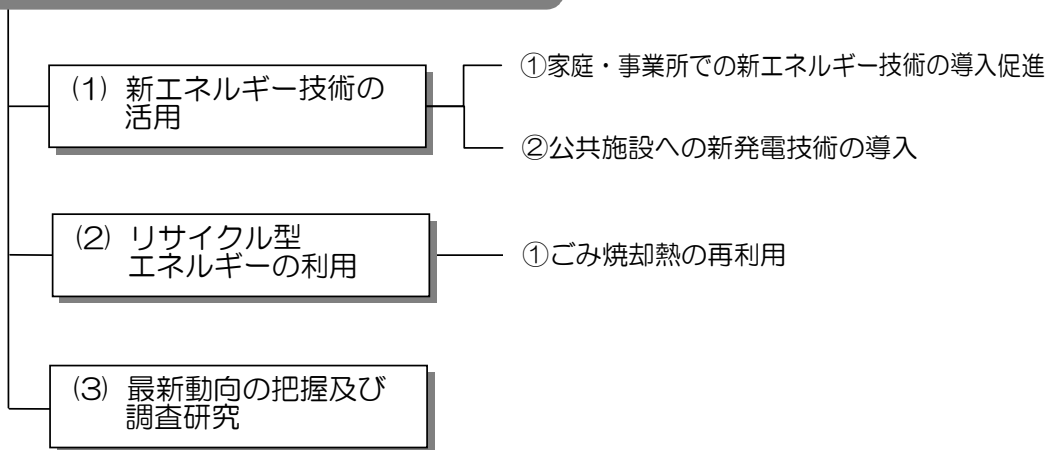 (1) 新エネルギー技術の
活用
①家庭・事業所での新エネルギー技術の導入促進
②公共施設への新発電技術の導入
(2) リサイクル型
エネルギーの利用
①ごみ焼却熱の再利用
(3) 最新動向の把握及び
調査研究